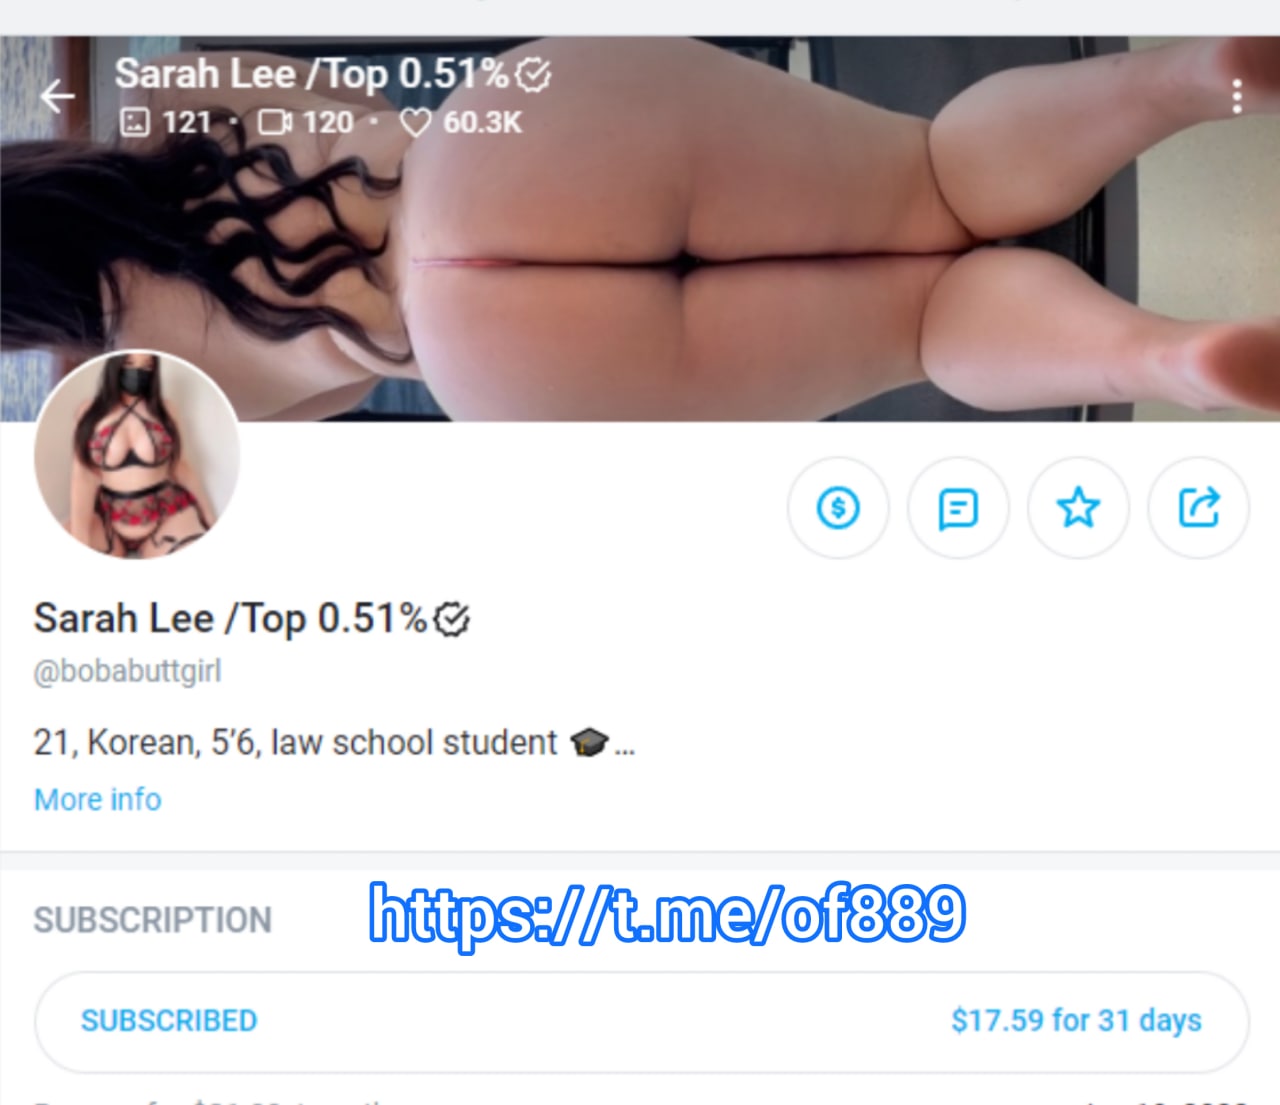 Sarah Lee /Top 0.51%
121 · 120 · 60.3K
Sarah Lee /Top 0.51%
@bobabuttgirl
21, Korean, 5'6, law school student 🎓...
More info
SUBSCRIPTION
https://t.me/of889
SUBSCRIBED
$17.59 for 31 days